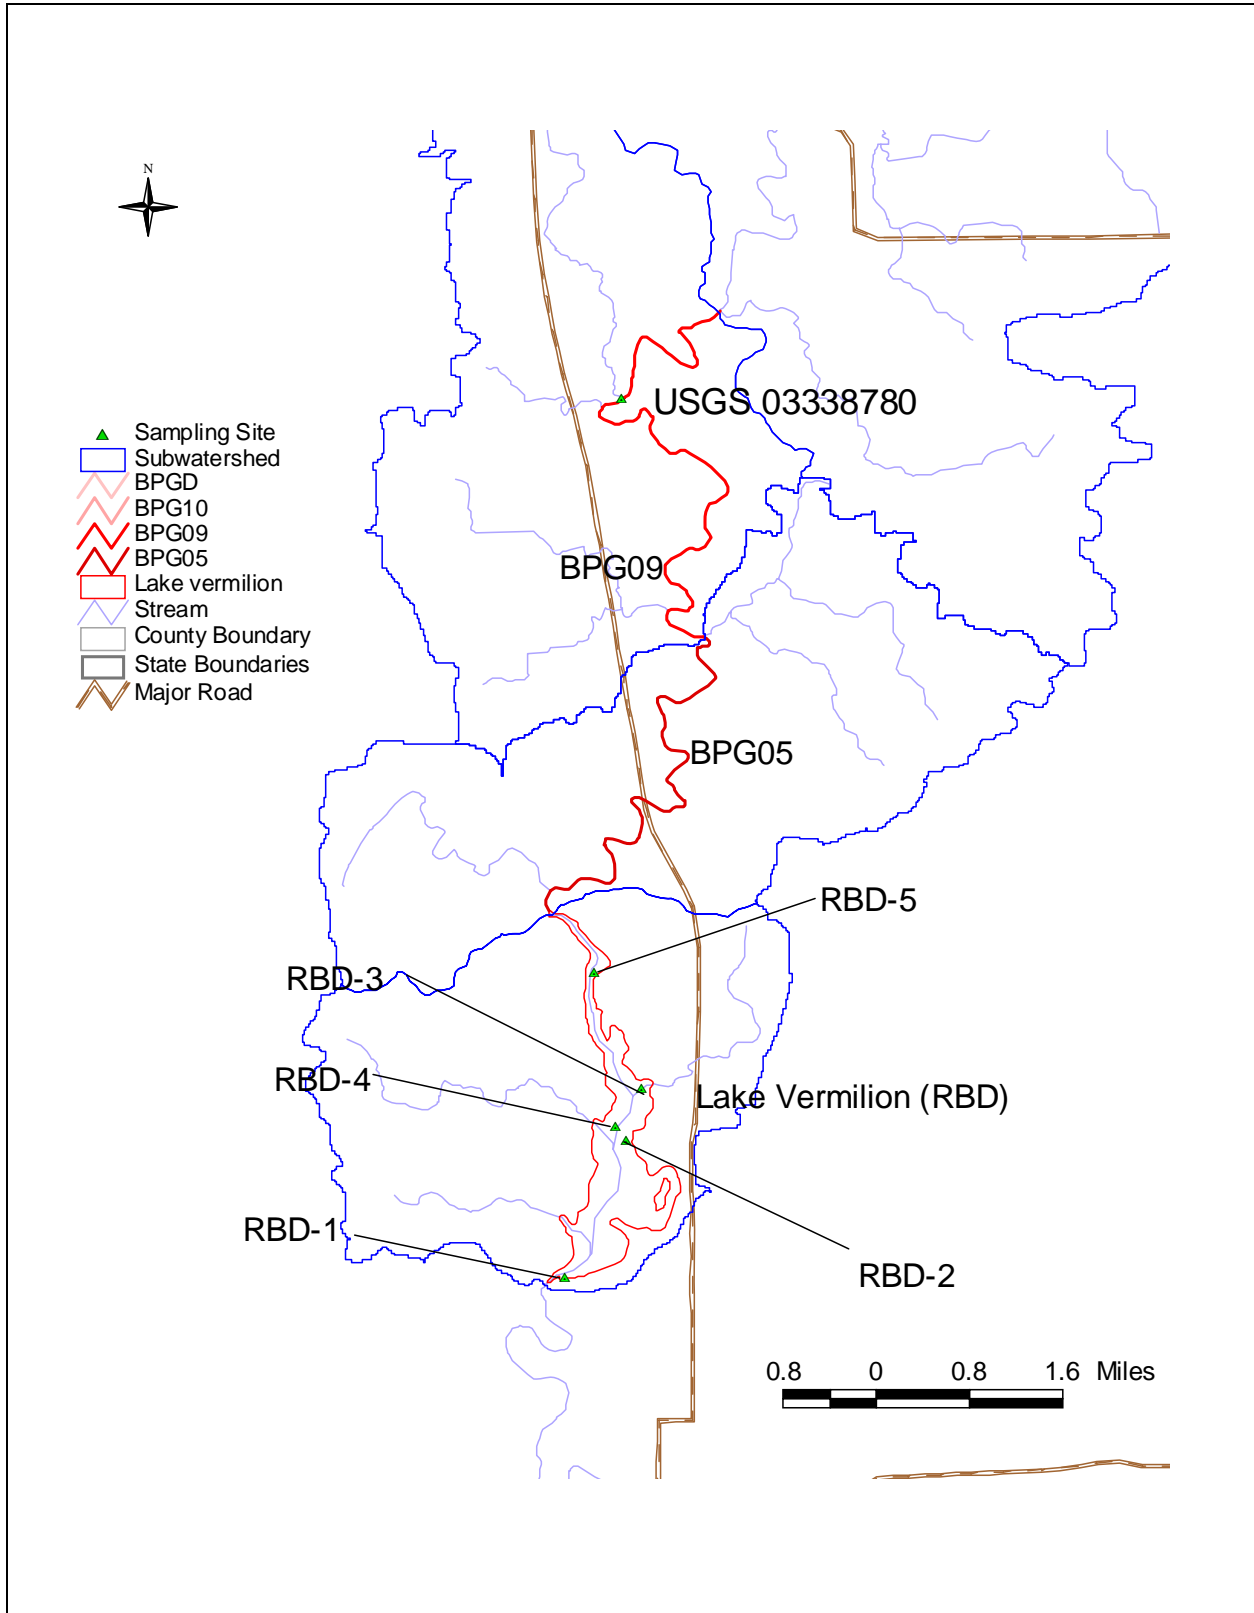 N
USGS 03338780
Sampling Site
Subwatershed
BPGD
BPG10
BPG09
BPG05
Lake vermilion
Stream
County Boundary
State Boundaries
Major Road
BPG09
BPG05
RBD-5
RBD-3
RBD-4
Lake Vermilion (RBD)
RBD-1
RBD-2
0.8 0 0.8 1.6 Miles